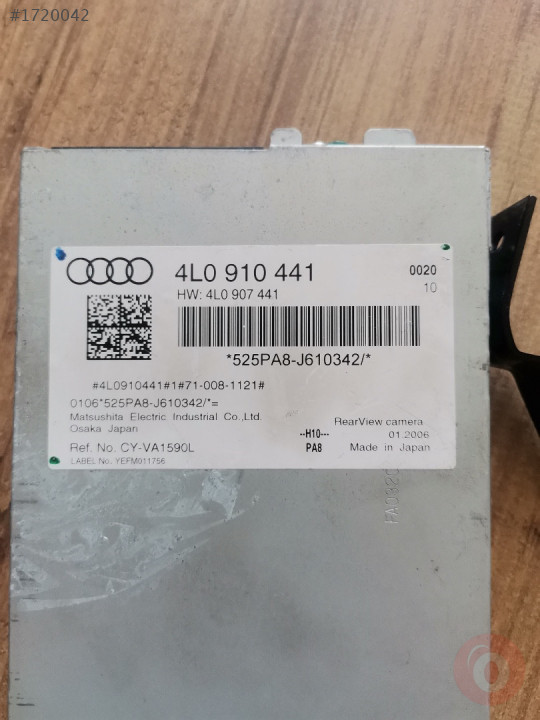 #1720042
4L0 910 441
0020
HW: 4L0 907 441
10
*525PA8-J610342/*
#4L0910441#1#71-008-1121#
0106*525PA8-J610342/*=
Matsushita Electric Industrial Co.,Ltd.
Osaka Japan
RearView camera
--H10---
01.2006
Ref. No. CY-VA1590L
PA8
Made in Japan
LABEL No. YEFM011756